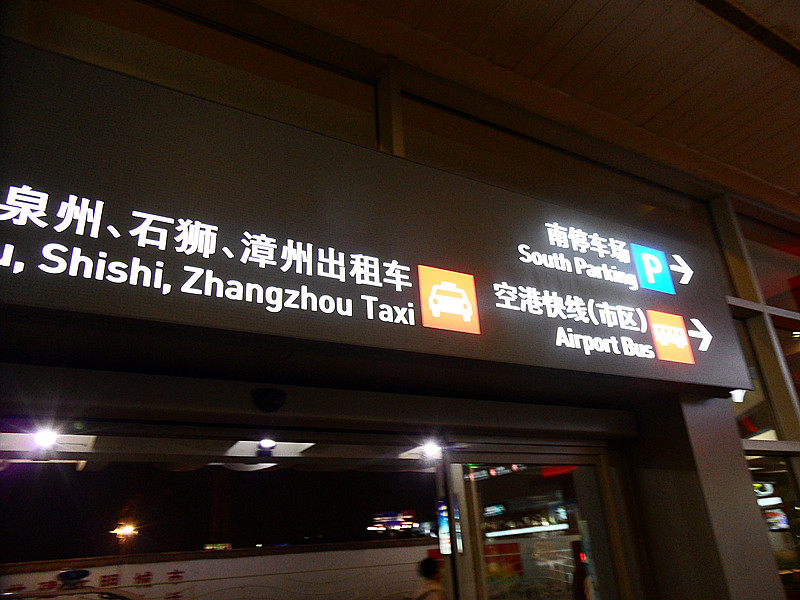 泉州、石狮、漳州出租车
u, Shishi, Zhangzhou Taxi
南停车场
South Parking
P
空港快线(市区)
Airport Bus